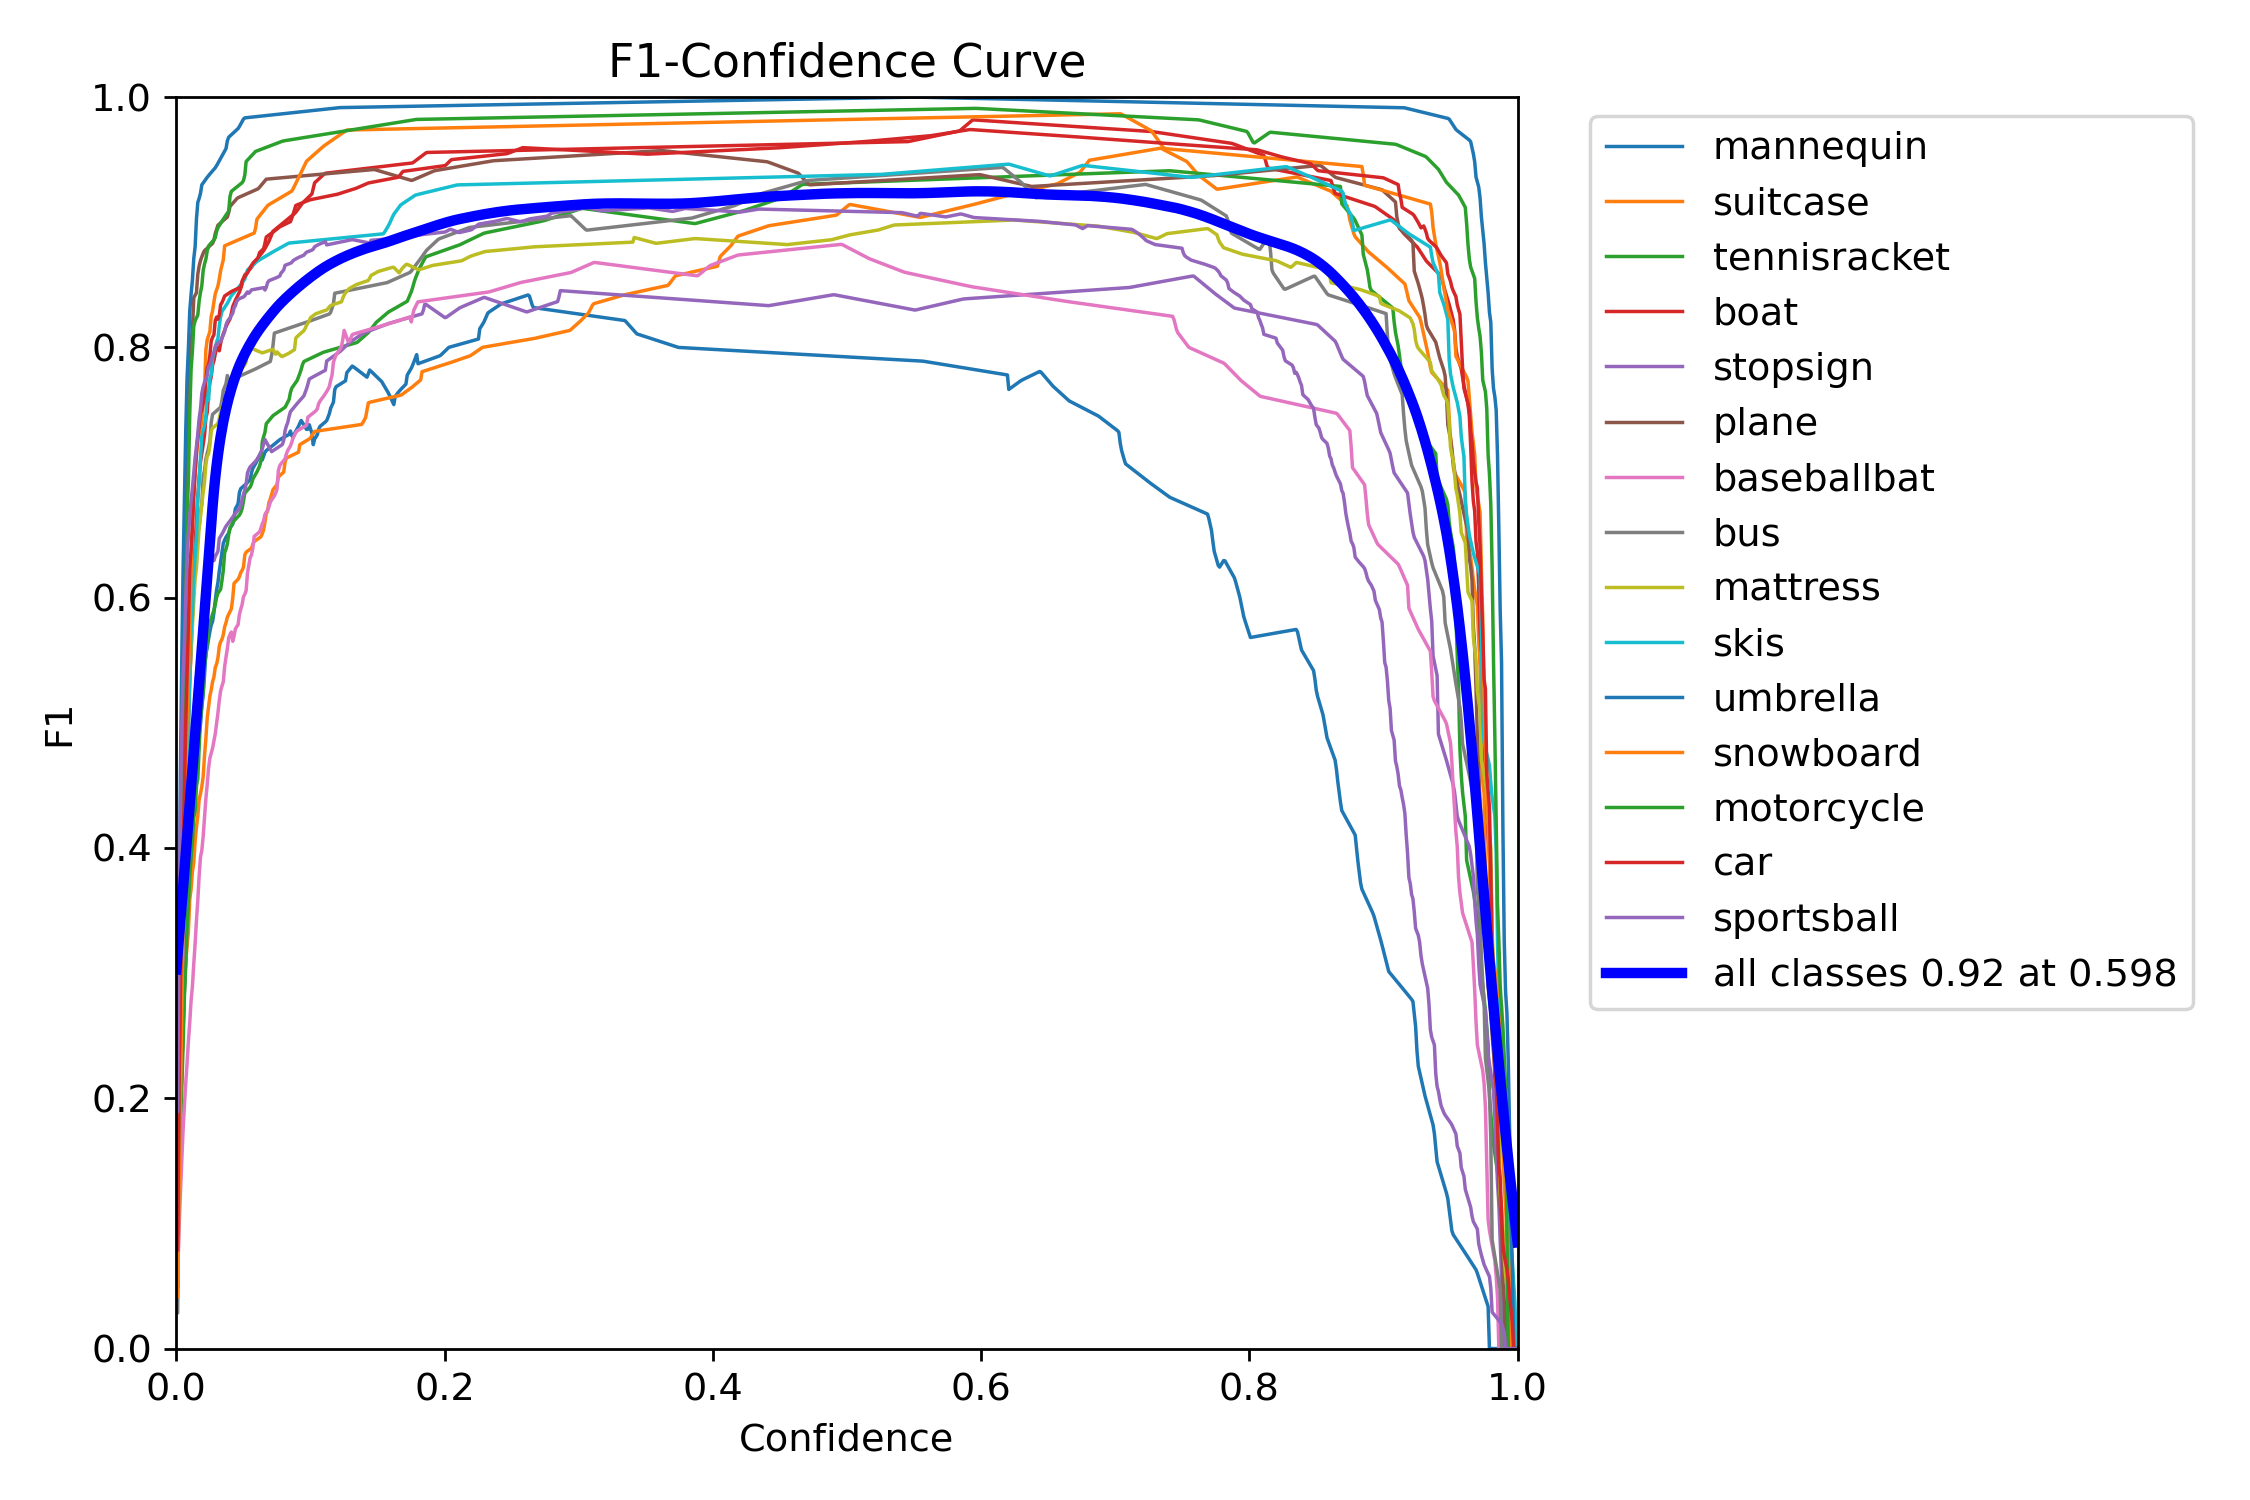 F1-Confidence Curve
1.0
0.8
0.6
0.4
0.2
0.0
F1
0.0 0.2 0.4 0.6 0.8 1.0
Confidence
mannequin
suitcase
tennisracket
boat
stopsign
plane
baseballbat
bus
mattress
skis
umbrella
snowboard
motorcycle
car
sportsball
all classes 0.92 at 0.598